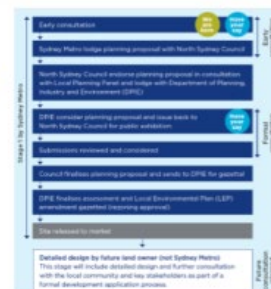 Early consultation
We are here
Have your say
Sydney Metro lodge planning proposal with North Sydney Council
North Sydney Council endorse planning proposal in consultation
with Local Planning Panel and lodge with Department of Planning,
Industry and Environment (DPIE)
DPIE consider planning proposal and issue back to
North Sydney Council for public exhibition
Have your say
Submissions reviewed and considered
Council finalises planning proposal and sends to DPIE for gazettal
DPIE finalises assessment and Local Environmental Plan (LEP)
amendment gazettal (rezoning approval)
Site released to market
Detailed design by future land owner (not Sydney Metro)
This stage will include detailed design and further consultation
with the local community and key stakeholders as part of a
formal development application process.
Stage 1 by Sydney Metro
Early
Formal
Future
consultation